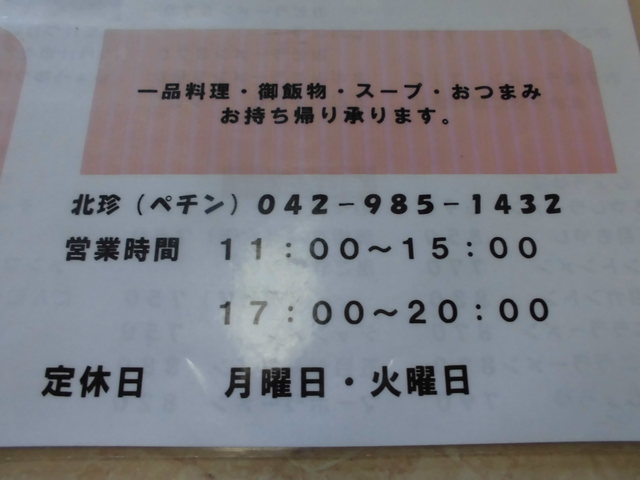 一品料理・御飯物・スープ・おつまみ
お持ち帰り承ります。
北珍（ペチン）042－985－1432
営業時間　11：00～15：00
17：00～20：00
定休日　月曜日・火曜日